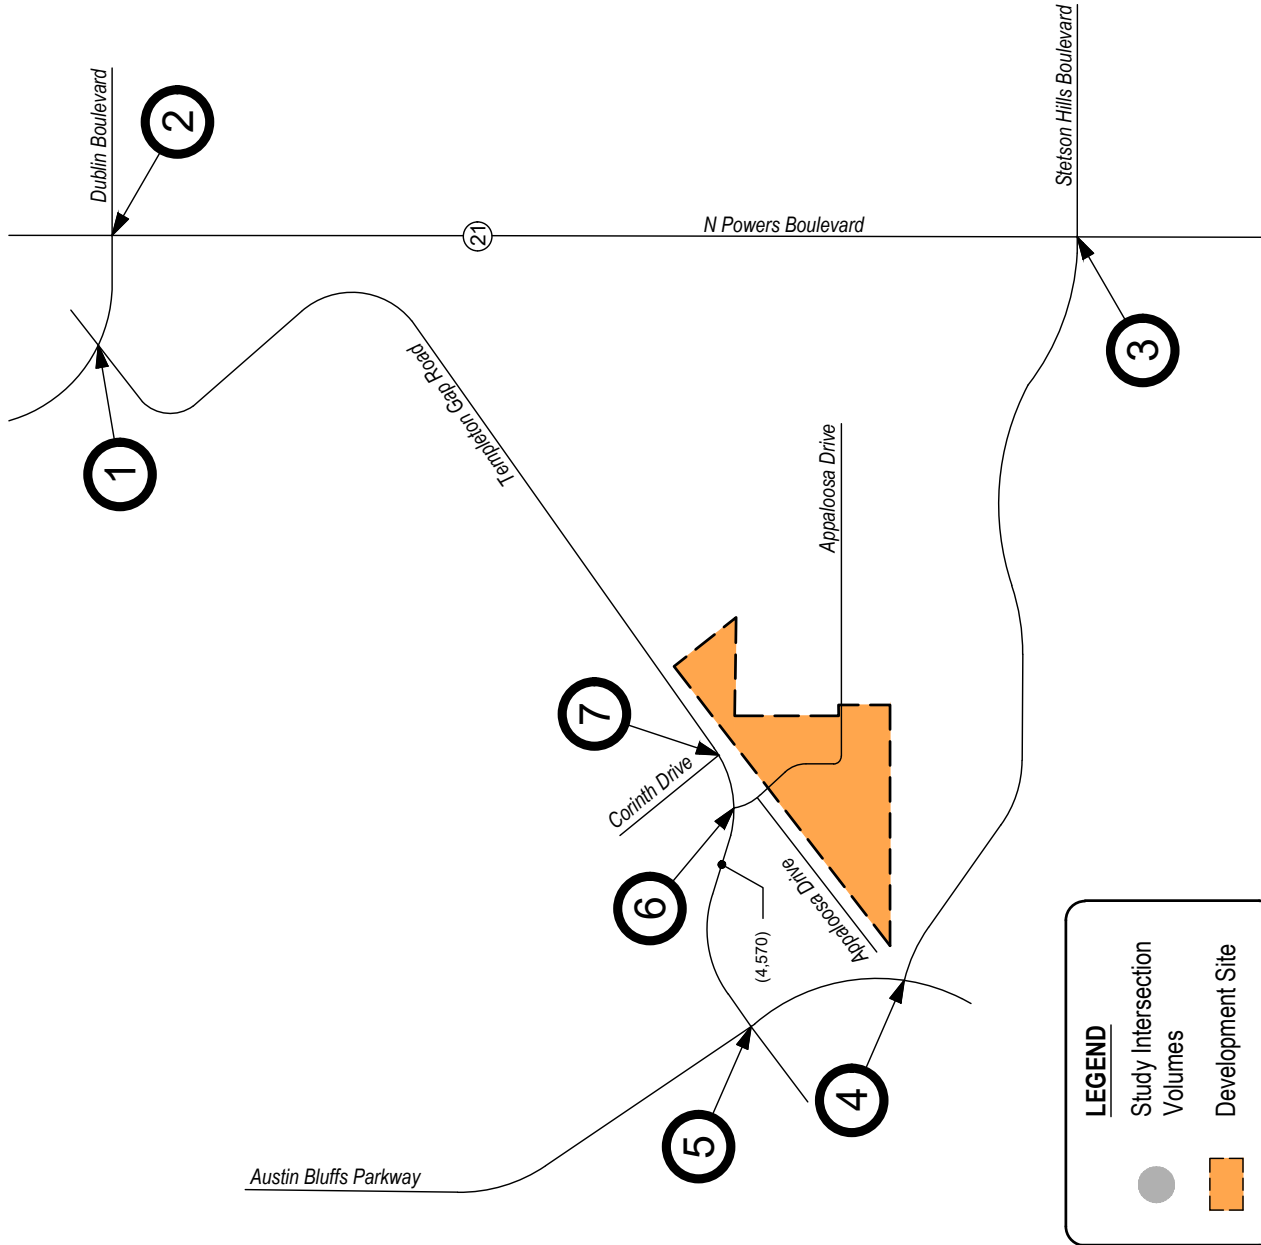 Dublin Boulevard
2
N Powers Boulevard
21
Stetson Hills Boulevard
3
1
Templeton Gap Road
Appaloosa Drive
7
Corinth Drive
6
(4,570)
Appaloosa Drive
5
4
Austin Bluffs Parkway
LEGEND
Study Intersection
Volumes
Development Site